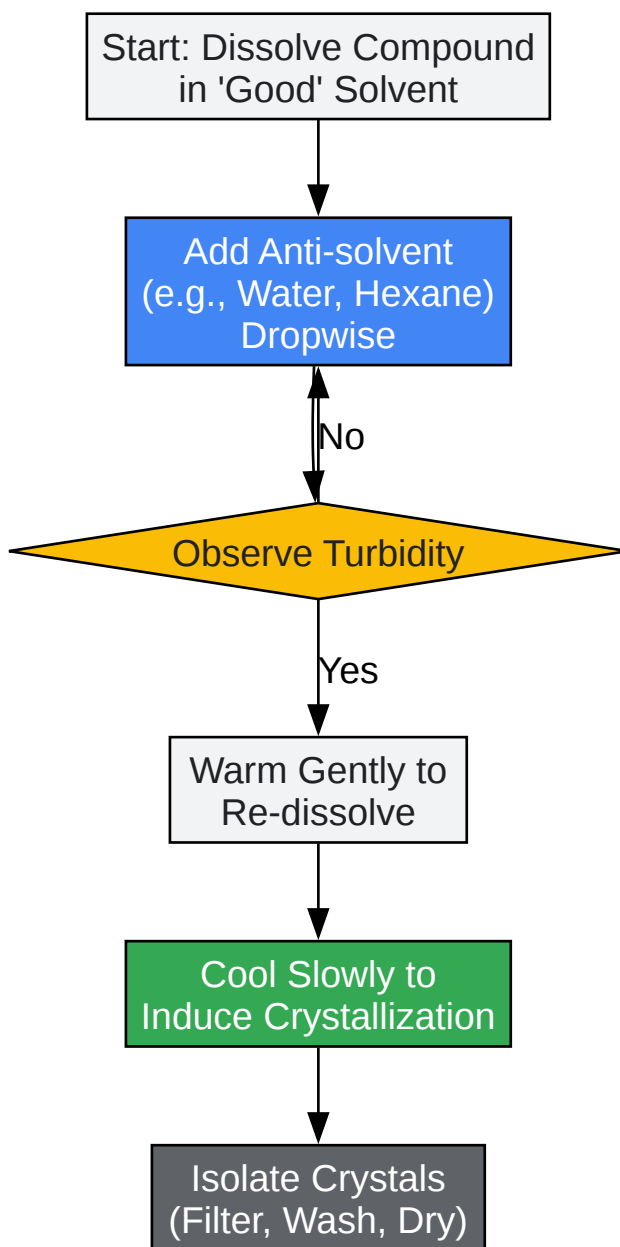 Start: Dissolve Compound
in 'Good' Solvent
Add Anti-solvent
(e.g., Water, Hexane)
Dropwise
No
Observe Turbidity
Yes
Warm Gently to
Re-dissolve
Cool Slowly to
Induce Crystallization
Isolate Crystals
(Filter, Wash, Dry)